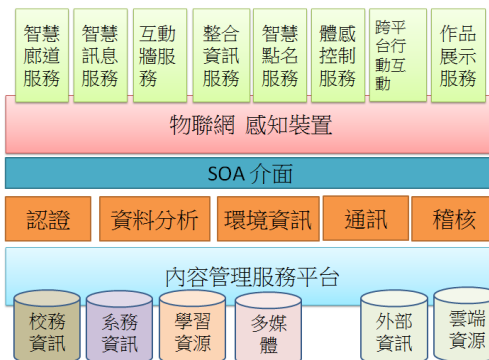 智慧
廊道
服務
智慧
訊息
服務
互動
牆服
務
整合
資訊
服務
智慧
點名
服務
體感
控制
服務
跨平
台行
動互
動
作品
展示
服務
物聯網 感知裝置
SOA 介面
認證
資料分析
環境資訊
通訊
稽核
內容管理服務平台
校務
資訊
系務
資訊
學習
資源
多媒
體
外部
資訊
雲端
資源